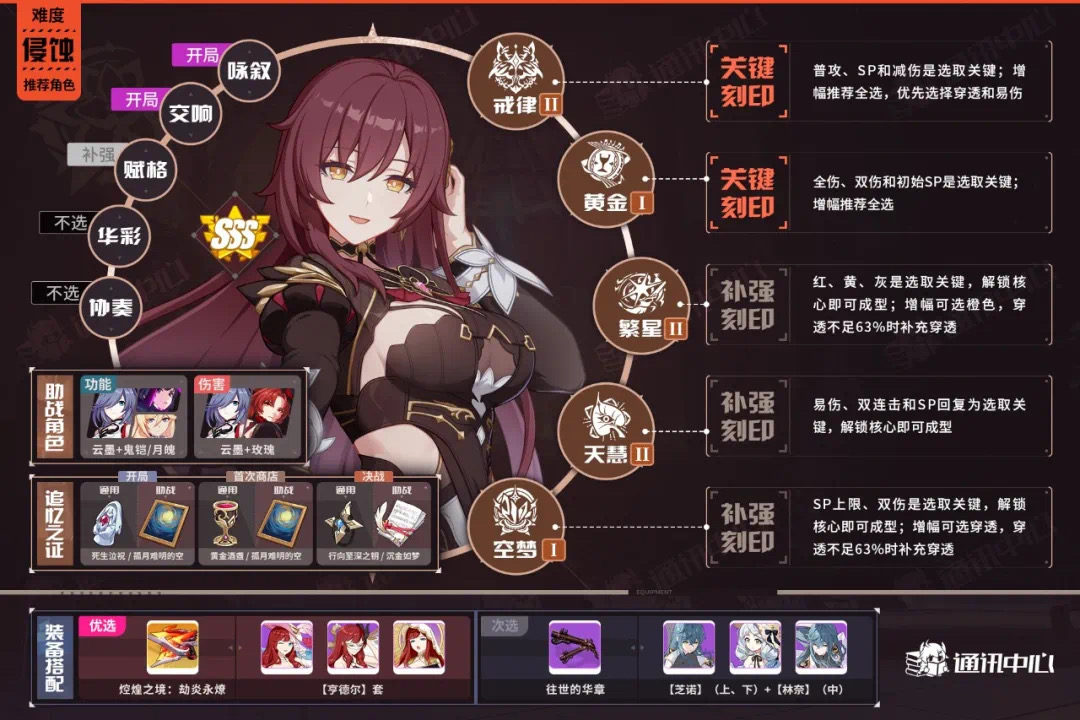 难度
侵蚀
推荐角色
开局
咏叙
开局
交响
补强
赋格
不选
华彩
不选
协奏
SSS
戒律 II
关键
刻印
普攻、SP和减伤是选取关键；增
幅推荐全选，优先选择穿透和易伤
黄金 I
关键
刻印
全伤、双伤和初始SP是选取关键；
增幅推荐全选
繁星 II
补强
刻印
红、黄、灰是选取关键，解锁核
心即可成型；增幅可选橙色，穿
透不足63%时补充穿透
天慧 II
补强
刻印
易伤、双连击和SP回复为选取关
键，解锁核心即可成型
空梦 I
补强
刻印
SP上限、双伤是选取关键，解锁
核心即可成型；增幅可选穿透，穿
透不足63%时补充穿透
助战角色
功能
云墨+鬼铠/月魄
伤害
云墨+玫瑰
追忆之证
开局
通用 助战
死生泣祝 / 孤月难明的空
首次商店
通用 助战
黄金酒盏 / 孤月难明的空
决战
通用 助战
行向至深之钥 / 沉金如梦
EQUIPMENT
装备搭配
优选
焢煌之境：劫炎永燎
【亨德尔】套
次选
往世的华章
【芝诺】（上、下）+【林奈】（中）
通讯中心